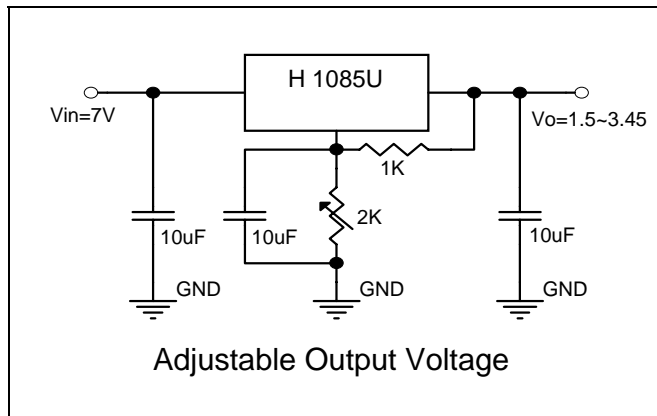 H 1085U
Vin=7V
Vo=1.5~3.45
1K
2K
10uF
10uF
10uF
GND
GND
GND
Adjustable Output Voltage